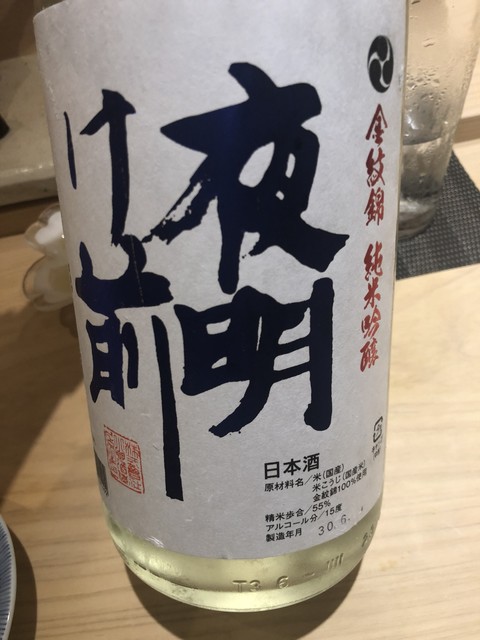 夜明
け前
金紋錦 純米吟醸
日本酒
原材料名/米(国産)
米こうじ(国産米)
金紋錦100%使用
精米歩合/55%
アルコール分/15度
製造年月 30.6.
T3 6